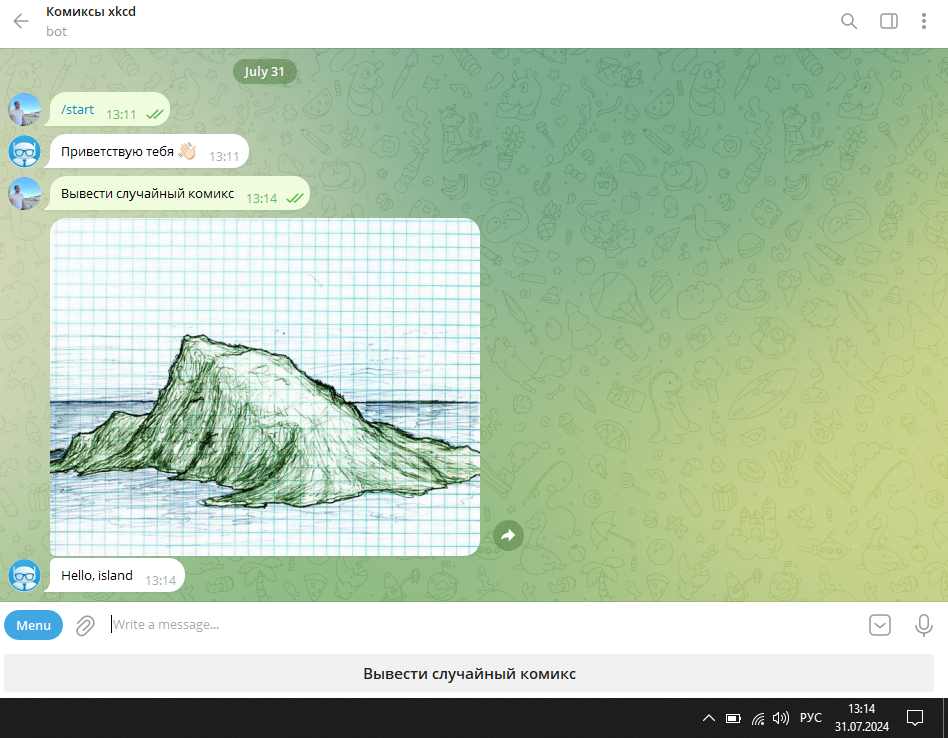 Комиксы xkcd
bot
July 31
/start 13:11
Приветствую тебя 👋🏻 13:11
Вывести случайный комикс 13:14
Hello, island 13:14
Menu Write a message...
Вывести случайный комикс
РУС 13:14
31.07.2024